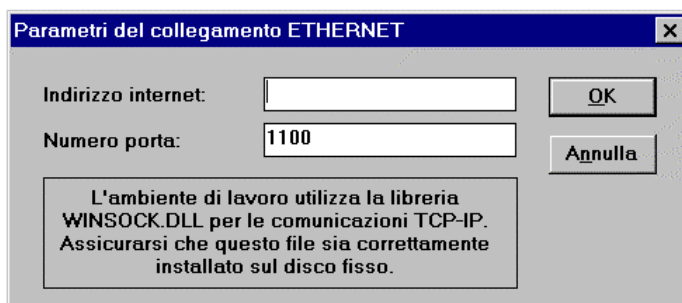 Parametri del collegamento ETHERNET
Indirizzo internet:
OK
Numero porta: 1100
Annulla
L'ambiente di lavoro utilizza la libreria
WINSOCK.DLL per le comunicazioni TCP-IP.
Assicurarsi che questo file sia correttamente
installato sul disco fisso.